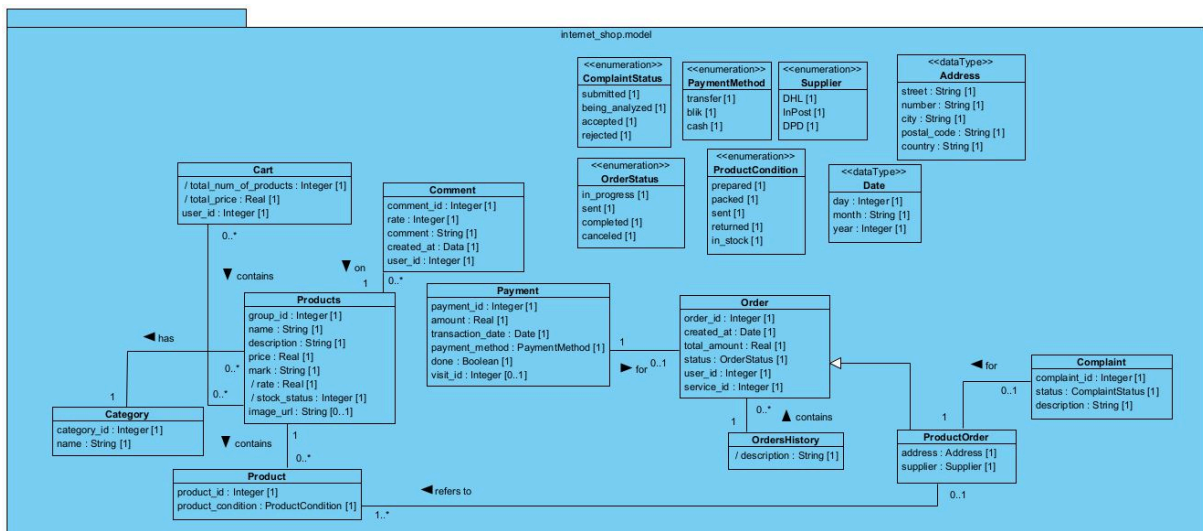 internet_shop.model
<<enumeration>>
ComplaintStatus
submitted [1]
being_analyzed [1]
accepted [1]
rejected [1]
<<enumeration>>
PaymentMethod
transfer [1]
blik [1]
cash [1]
<<enumeration>>
Supplier
DHL [1]
InPost [1]
DPD [1]
<<dataType>>
Address
street : String [1]
number : String [1]
city : String [1]
postal_code : String [1]
country : String [1]
<<enumeration>>
OrderStatus
in_progress [1]
sent [1]
completed [1]
canceled [1]
<<enumeration>>
ProductCondition
prepared [1]
packed [1]
sent [1]
returned [1]
in_stock [1]
<<dataType>>
Date
day : Integer [1]
month : String [1]
year : Integer [1]
Cart
/ total_num_of_products : Integer [1]
/ total_price : Real [1]
user_id : Integer [1]
0..*
contains
Comment
comment_id : Integer [1]
rate : Integer [1]
comment : String [1]
created_at : Data [1]
user_id : Integer [1]
on
1
0..*
Products
group_id : Integer [1]
name : String [1]
description : String [1]
price : Real [1]
mark : String [1]
/ rate : Real [1]
/ stock_status : Integer [1]
image_url : String [0..1]
has
0..*
1
0..*
Category
category_id : Integer [1]
name : String [1]
contains
1
0..*
Product
product_id : Integer [1]
product_condition : ProductCondition [1]
1..*
refers to
0..1
Payment
payment_id : Integer [1]
amount : Real [1]
transaction_date : Date [1]
payment_method : PaymentMethod [1]
done : Boolean [1]
visit_id : Integer [0..1]
1
for
0..1
Order
order_id : Integer [1]
created_at : Date [1]
total_amount : Real [1]
status : OrderStatus [1]
user_id : Integer [1]
service_id : Integer [1]
0..*
contains
1
OrdersHistory
/ description : String [1]
for
Complaint
complaint_id : Integer [1]
status : ComplaintStatus [1]
description : String [1]
0..1
1
ProductOrder
address : Address [1]
supplier : Supplier [1]